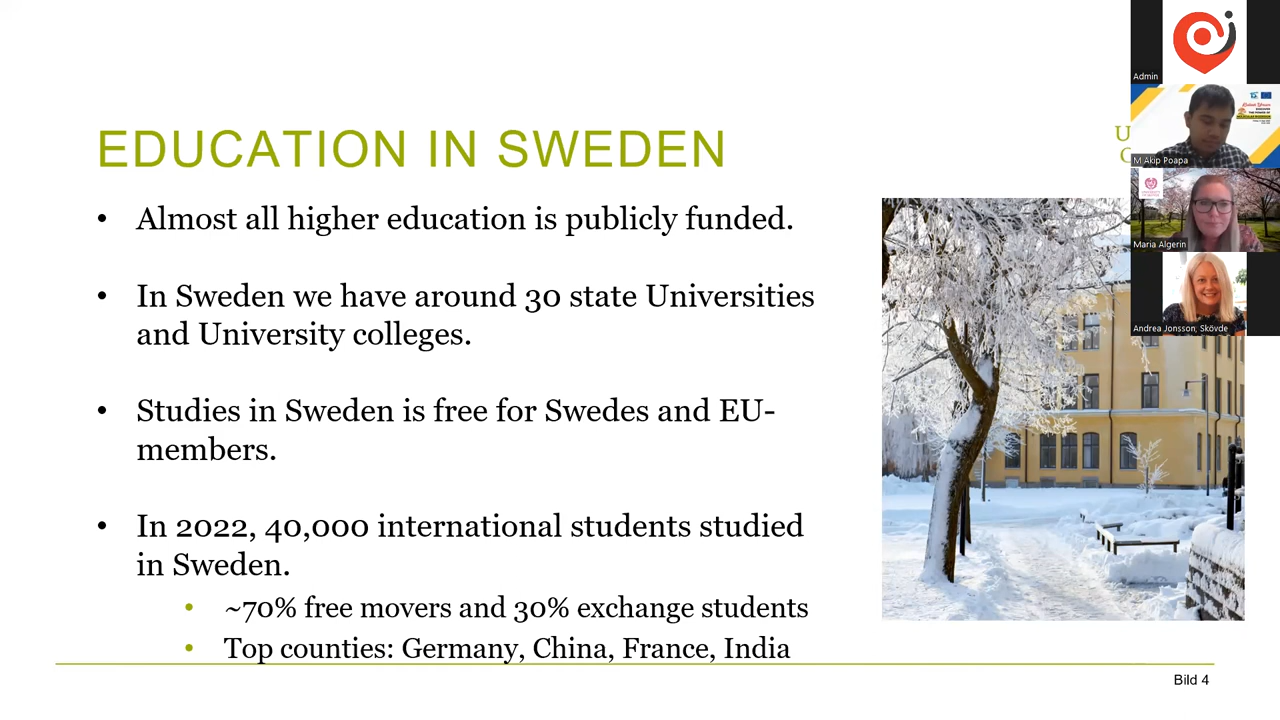 Admin
M Akip Poapa
Maria Algerin
Andrea Jonsson, Skövde
EDUCATION IN SWEDEN
• Almost all higher education is publicly funded.
• In Sweden we have around 30 state Universities
and University colleges.
• Studies in Sweden is free for Swedes and EU-
members.
• In 2022, 40,000 international students studied
in Sweden.
• ~70% free movers and 30% exchange students
• Top counties: Germany, China, France, India
Bild 4